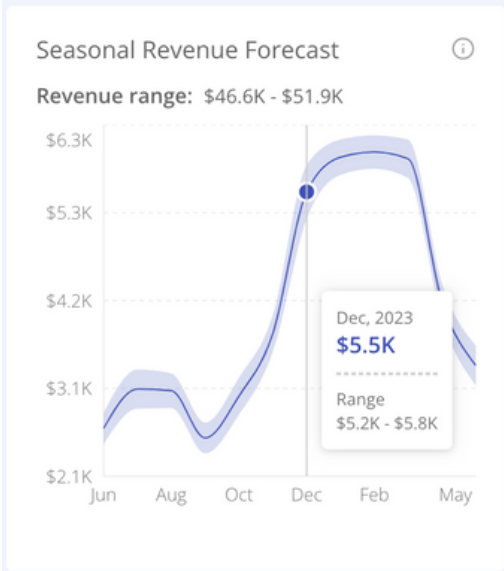 Seasonal Revenue Forecast
Revenue range: $46.6K - $51.9K
$6.3K
$5.3K
$4.2K
$3.1K
$2.1K
Dec, 2023
$5.5K
Range
$5.2K - $5.8K
Jun Aug Oct Dec Feb May